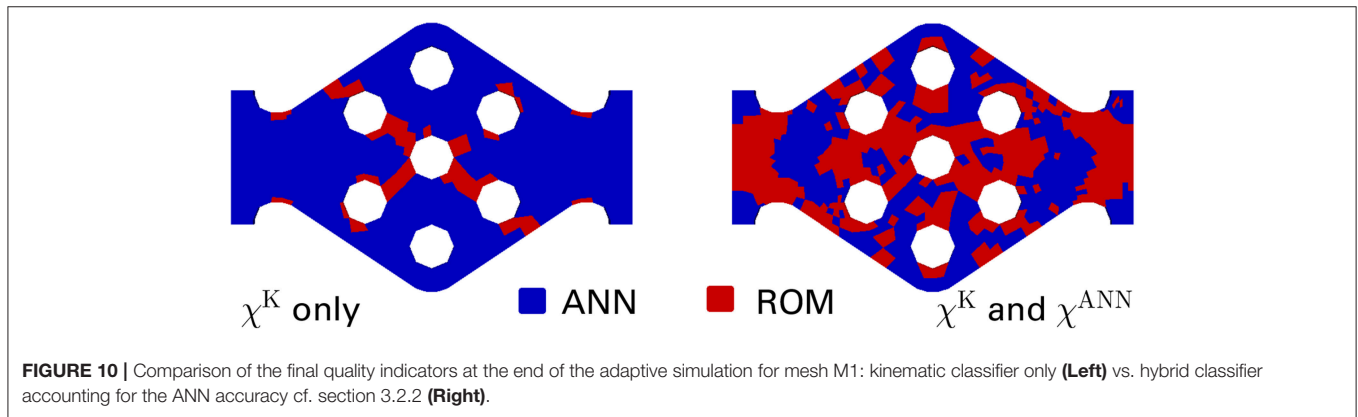 χ^K only
ANN
ROM
χ^K and χ^ANN
FIGURE 10 | Comparison of the final quality indicators at the end of the adaptive simulation for mesh M1: kinematic classifier only (Left) vs. hybrid classifier
accounting for the ANN accuracy cf. section 3.2.2 (Right).